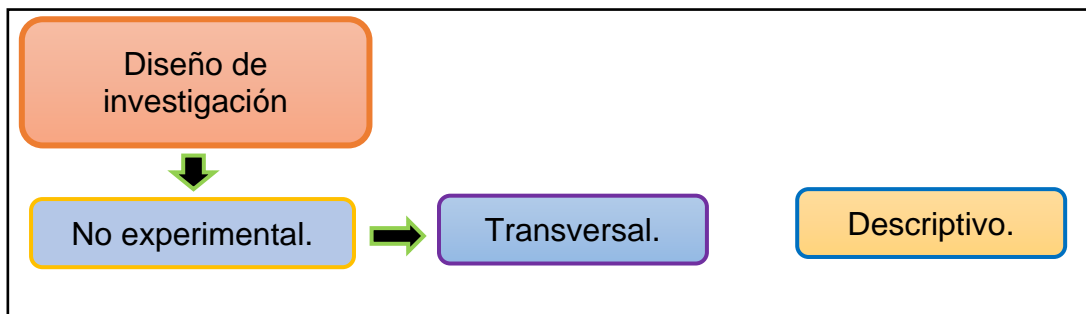 Diseño de
investigación
No experimental.
Transversal.
Descriptivo.